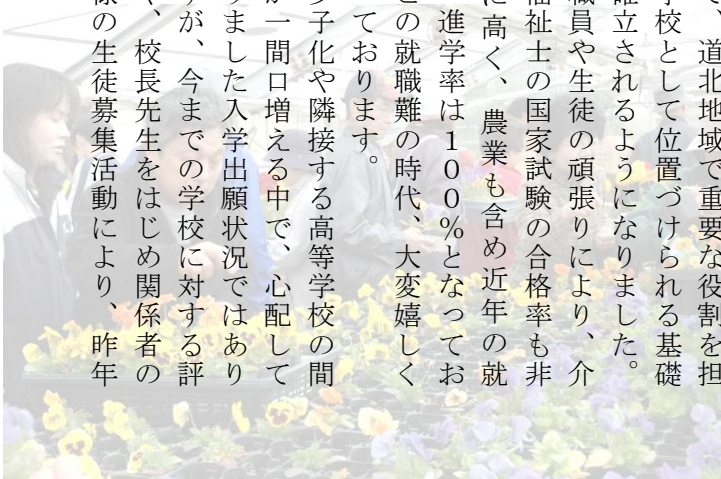 で、道北地域で重要な役割を担
学校として位置づけられる基礎
確立されるようになりました。
職員や生徒の頑張りにより、介
福祉士の国家試験の合格率も非
に高く、農業も含め近年の就
進学率は１００％となってお
この就職難の時代、大変嬉しく
ております。
少子化や隣接する高等学校の間
が一間口増える中で、心配して
りました入学出願状況ではあり
すが、今までの学校に対する評
や、校長先生をはじめ関係者の
様の生徒募集活動により、昨年